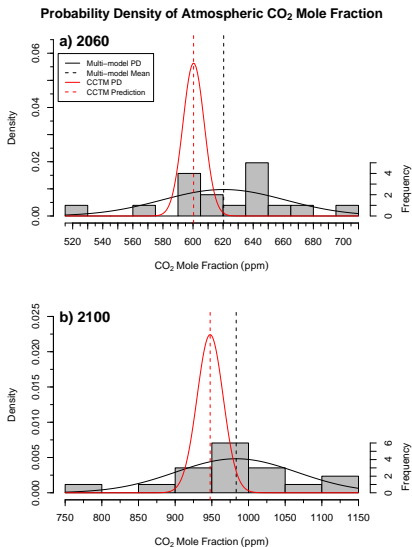 Probability Density of Atmospheric CO2 Mole Fraction
a) 2060
Multi−model PD
Multi−model Mean
CCTM PD
CCTM Prediction
Density
0.00 0.02 0.04 0.06
Frequency
0 2 4
520 540 560 580 600 620 640 660 680 700
CO2 Mole Fraction (ppm)
b) 2100
Density
0.000 0.005 0.010 0.015 0.020 0.025
Frequency
0 2 4 6
750 800 850 900 950 1000 1050 1100 1150
CO2 Mole Fraction (ppm)